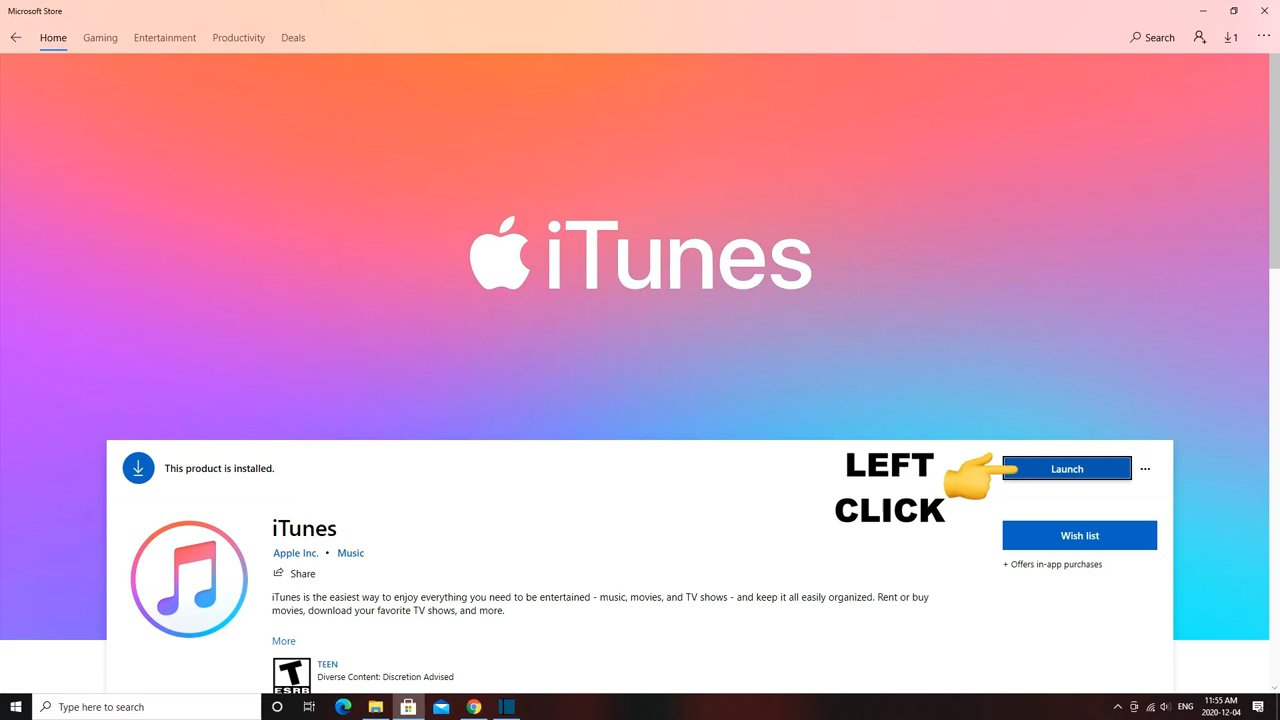 Microsoft Store
Home Gaming Entertainment Productivity Deals Search 1
iTunes
This product is installed.
LEFT
CLICK
Launch
iTunes
Apple Inc. • Music
Share
Wish list
+ Offers in-app purchases
iTunes is the easiest way to enjoy everything you need to be entertained - music, movies, and TV shows - and keep it all easily organized. Rent or buy
movies, download your favorite TV shows, and more.
More
T
ESRB
TEEN
Diverse Content: Discretion Advised
Type here to search
ENG
11:55 AM
2020-12-04